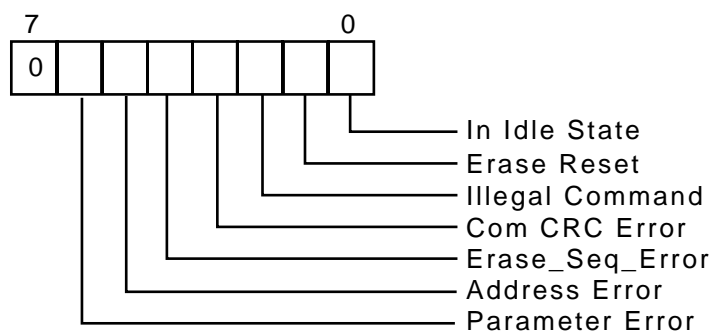 7 0
0
In Idle State
Erase Reset
Illegal Command
Com CRC Error
Erase_Seq_Error
Address Error
Parameter Error